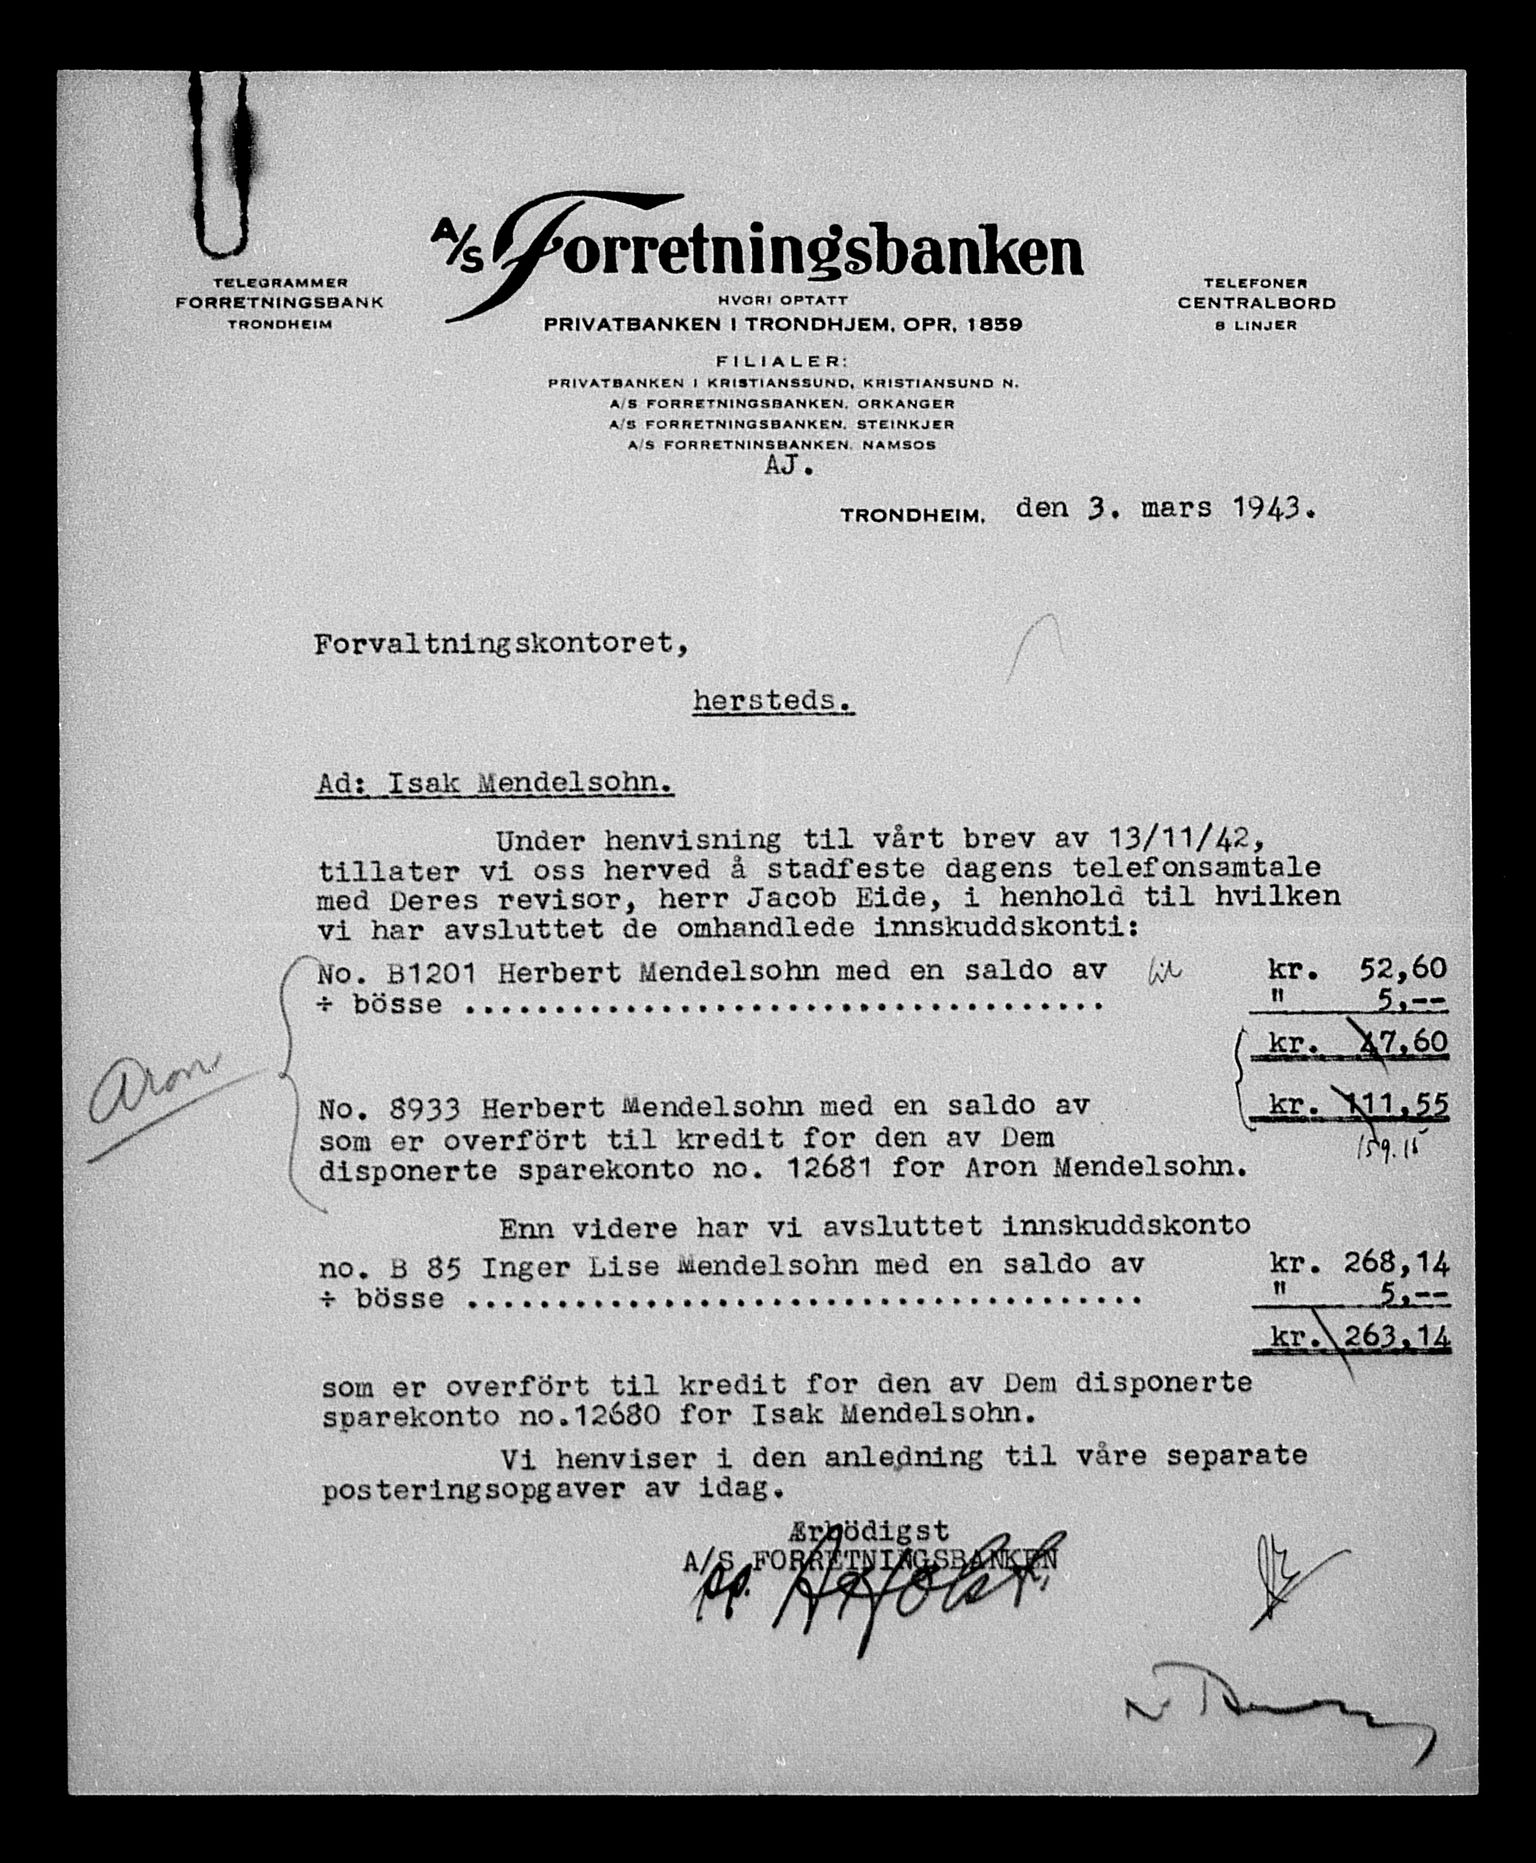 A/S Forretningsbanken
TELEGRAMMER
FORRETNINGSBANK
TRONDHEIM
HVORI OPTATT
PRIVATBANKEN I TRONDHJEM, OPR. 1859
TELEFONER
CENTRALBORD
8 LINJER
FILIALER:
PRIVATBANKEN I KRISTIANSSUND, KRISTIANSUND N.
A/S FORRETNINGSBANKEN, ORKANGER
A/S FORRETNINGSBANKEN, STEINKJER
A/S FORRETNINSBANKEN, NAMSOS
AJ.
TRONDHEIM, den 3. mars 1943.
Forvaltningskontoret,
hersteds.
Ad: Isak Mendelsohn.
Under henvisning til vårt brev av 13/11/42,
tillater vi oss herved å stadfeste dagens telefonsamtale
med Deres revisor, herr Jacob Eide, i henhold til hvilken
vi har avsluttet de omhandlede innskuddskonti:
No. B1201 Herbert Mendelsohn med en saldo av kr. 52,60
÷ bösse .................................... " 5,--
kr. 47,60
Aron
No. 8933 Herbert Mendelsohn med en saldo av kr. 111,55
som er overfört til kredit for den av Dem
159.15
disponerte sparekonto no. 12681 for Aron Mendelsohn.
Enn videre har vi avsluttet innskuddskonto
no. B 85 Inger Lise Mendelsohn med en saldo av kr. 268,14
÷ bösse ...................................... " 5,--
kr. 263,14
som er overfört til kredit for den av Dem disponerte
sparekonto no.12680 for Isak Mendelsohn.
Vi henviser i den anledning til våre separate
posteringsopgaver av idag.
Ærbödigst
A/S FORRETNINGSBANKEN
pp.